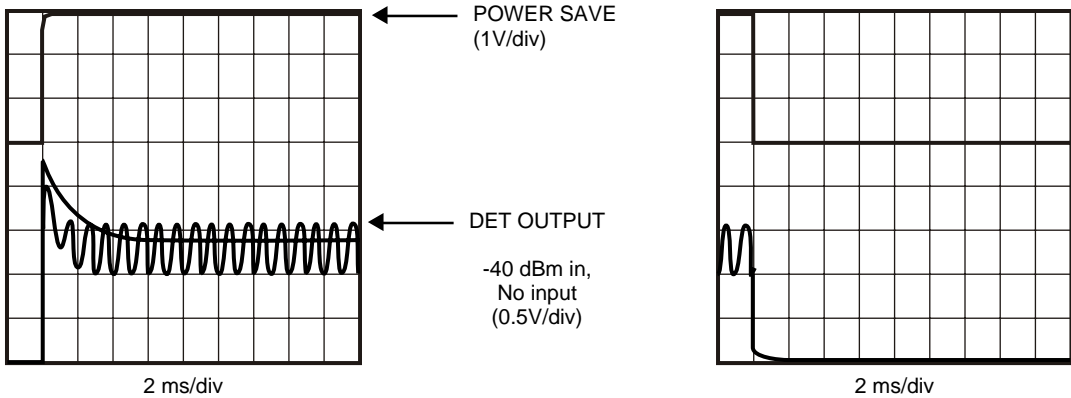 POWER SAVE
(1V/div)
DET OUTPUT
-40 dBm in,
No input
(0.5V/div)
2 ms/div
2 ms/div